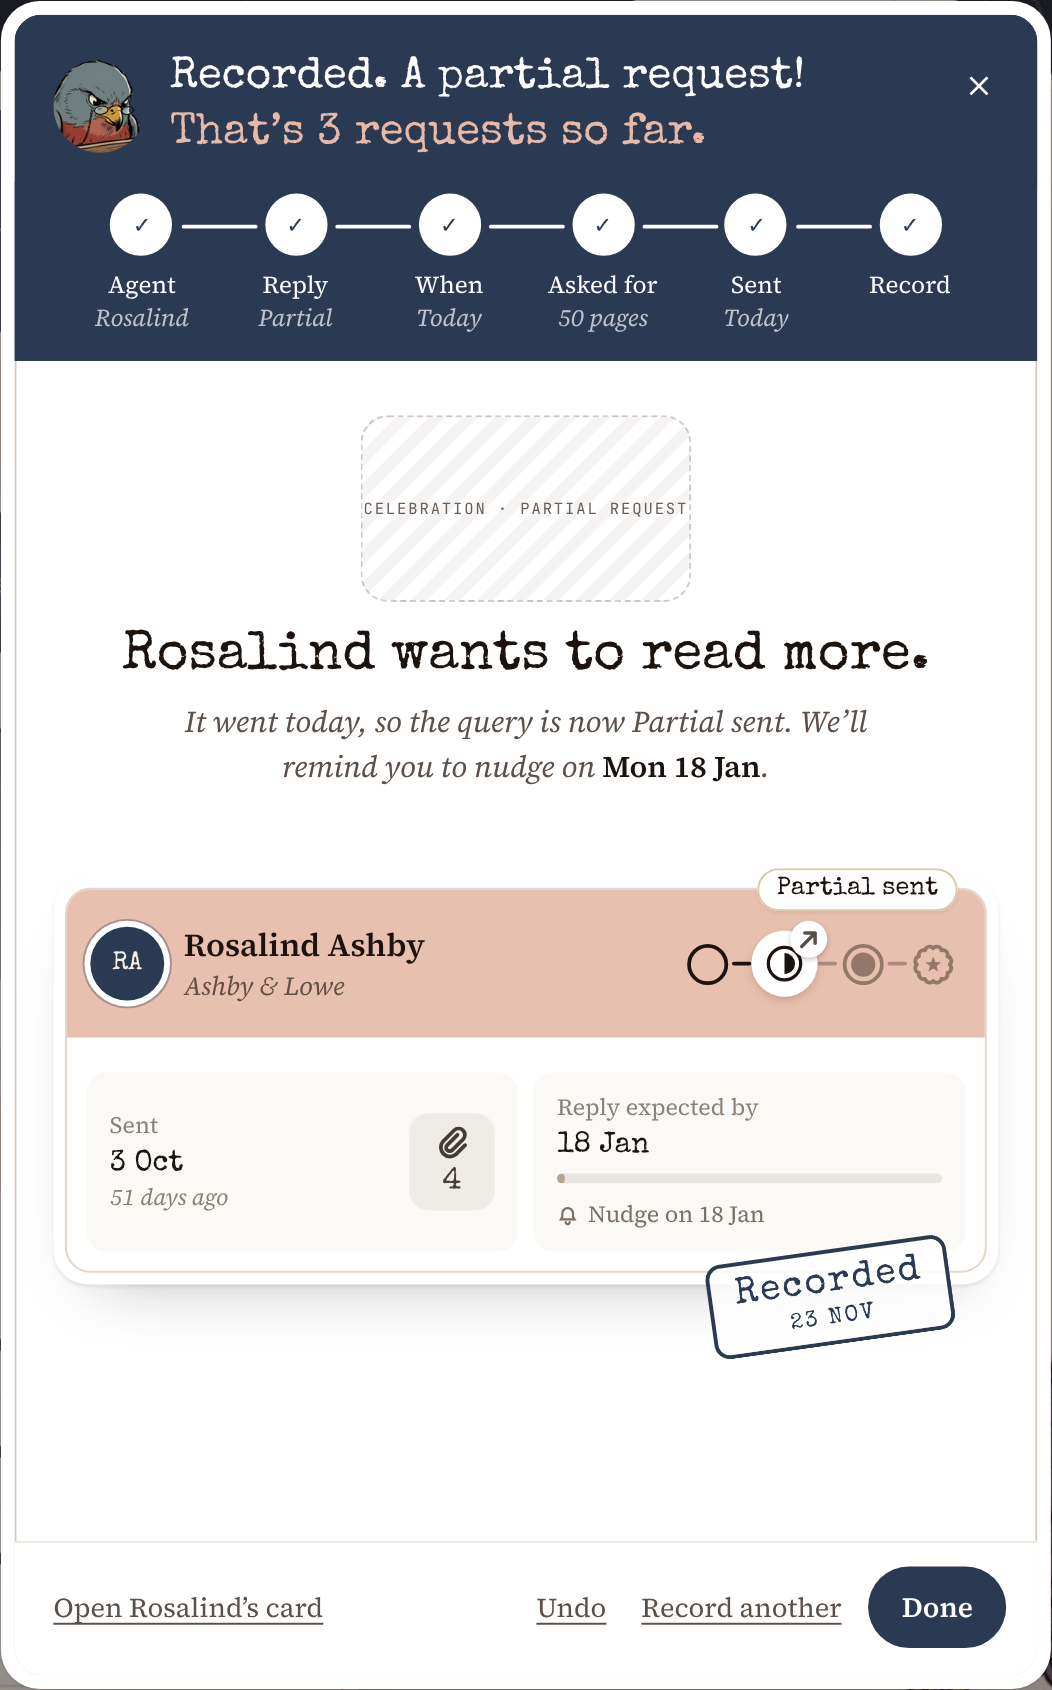 Recorded. A partial request!
That’s 3 requests so far.
Agent
Rosalind
Reply
Partial
When
Today
Asked for
50 pages
Sent
Today
Record
CELEBRATION · PARTIAL REQUEST
Rosalind wants to read more.
It went today, so the query is now Partial sent. We’ll
remind you to nudge on Mon 18 Jan.
Partial sent
RA
Rosalind Ashby
Ashby & Lowe
Sent
3 Oct
51 days ago
4
Reply expected by
18 Jan
Nudge on 18 Jan
Recorded
23 NOV
Open Rosalind’s card
Undo
Record another
Done